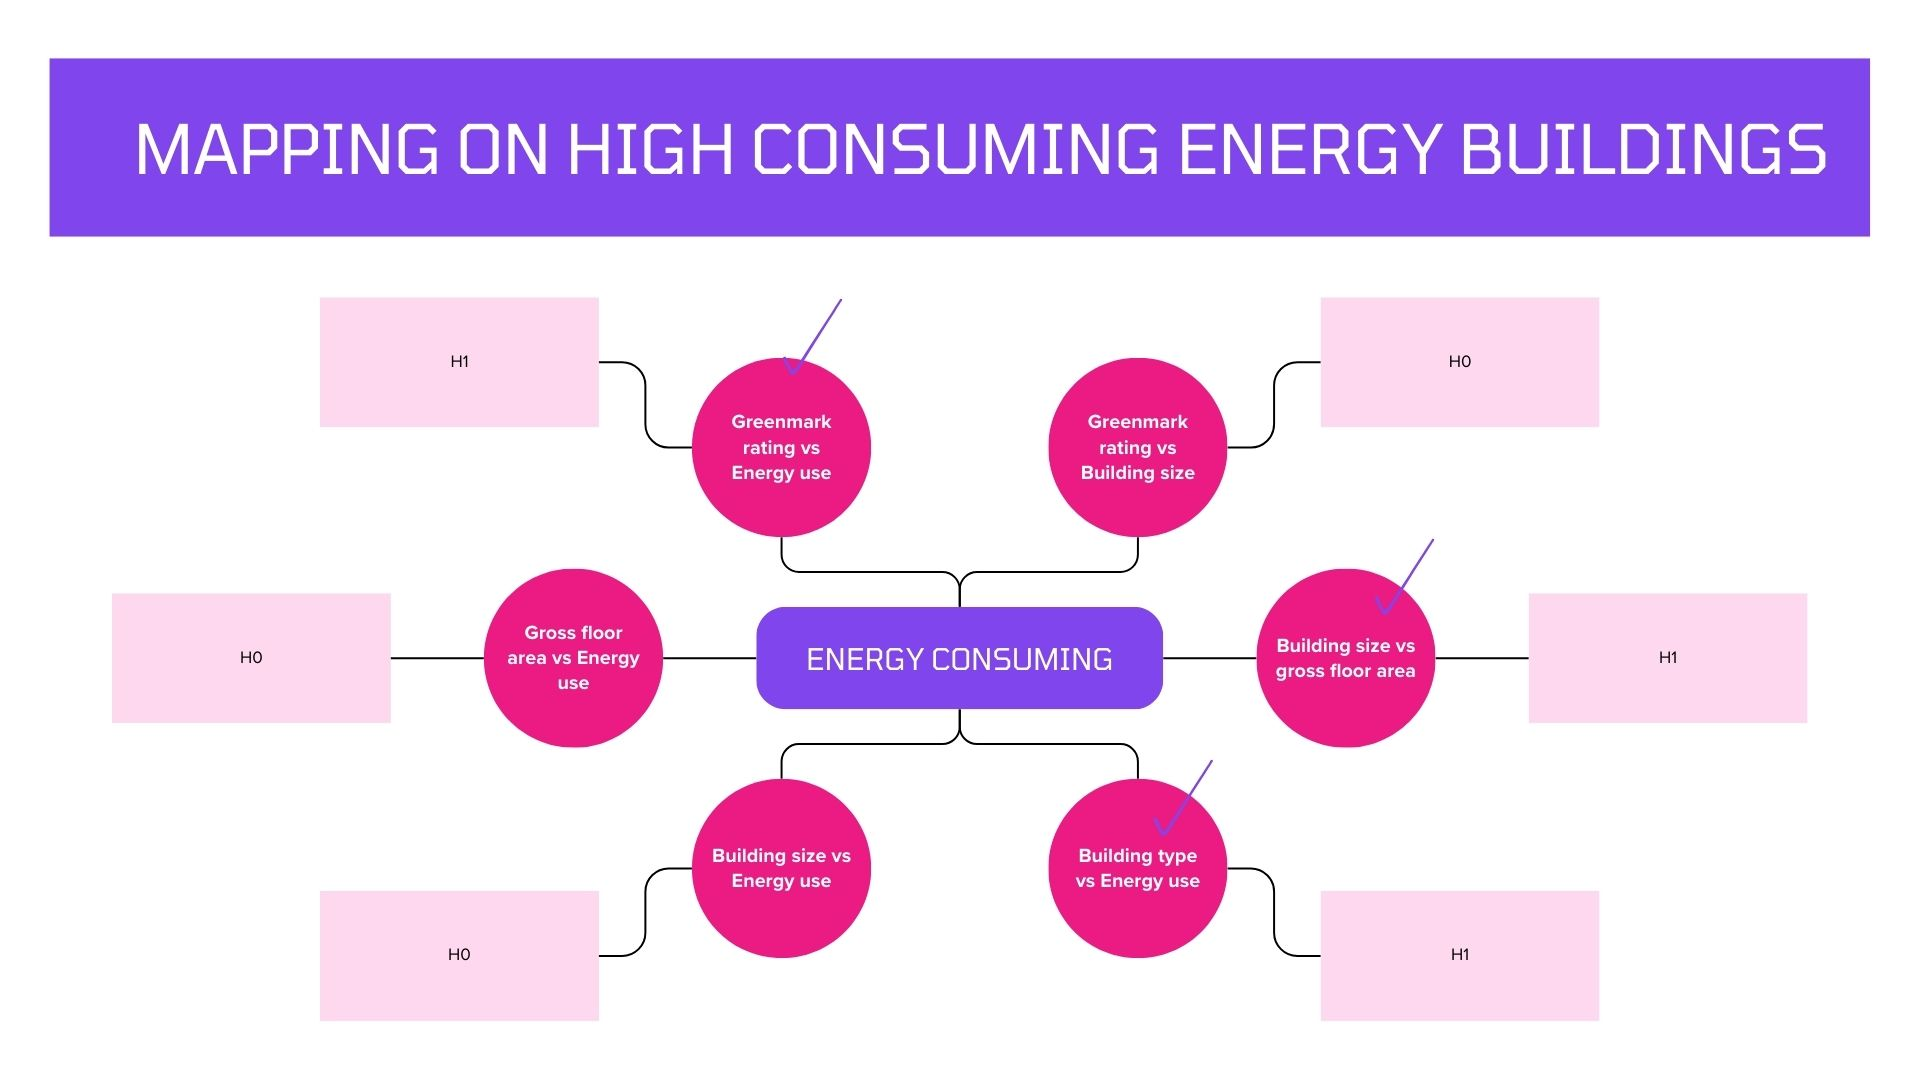 MAPPING ON HIGH CONSUMING ENERGY BUILDINGS
H1
Greenmark
rating vs
Energy use
Greenmark
rating vs
Building size
H0
H0
Gross floor
area vs Energy
use
ENERGY CONSUMING
Building size vs
gross floor area
H1
Building size vs
Energy use
H0
Building type
vs Energy use
H1